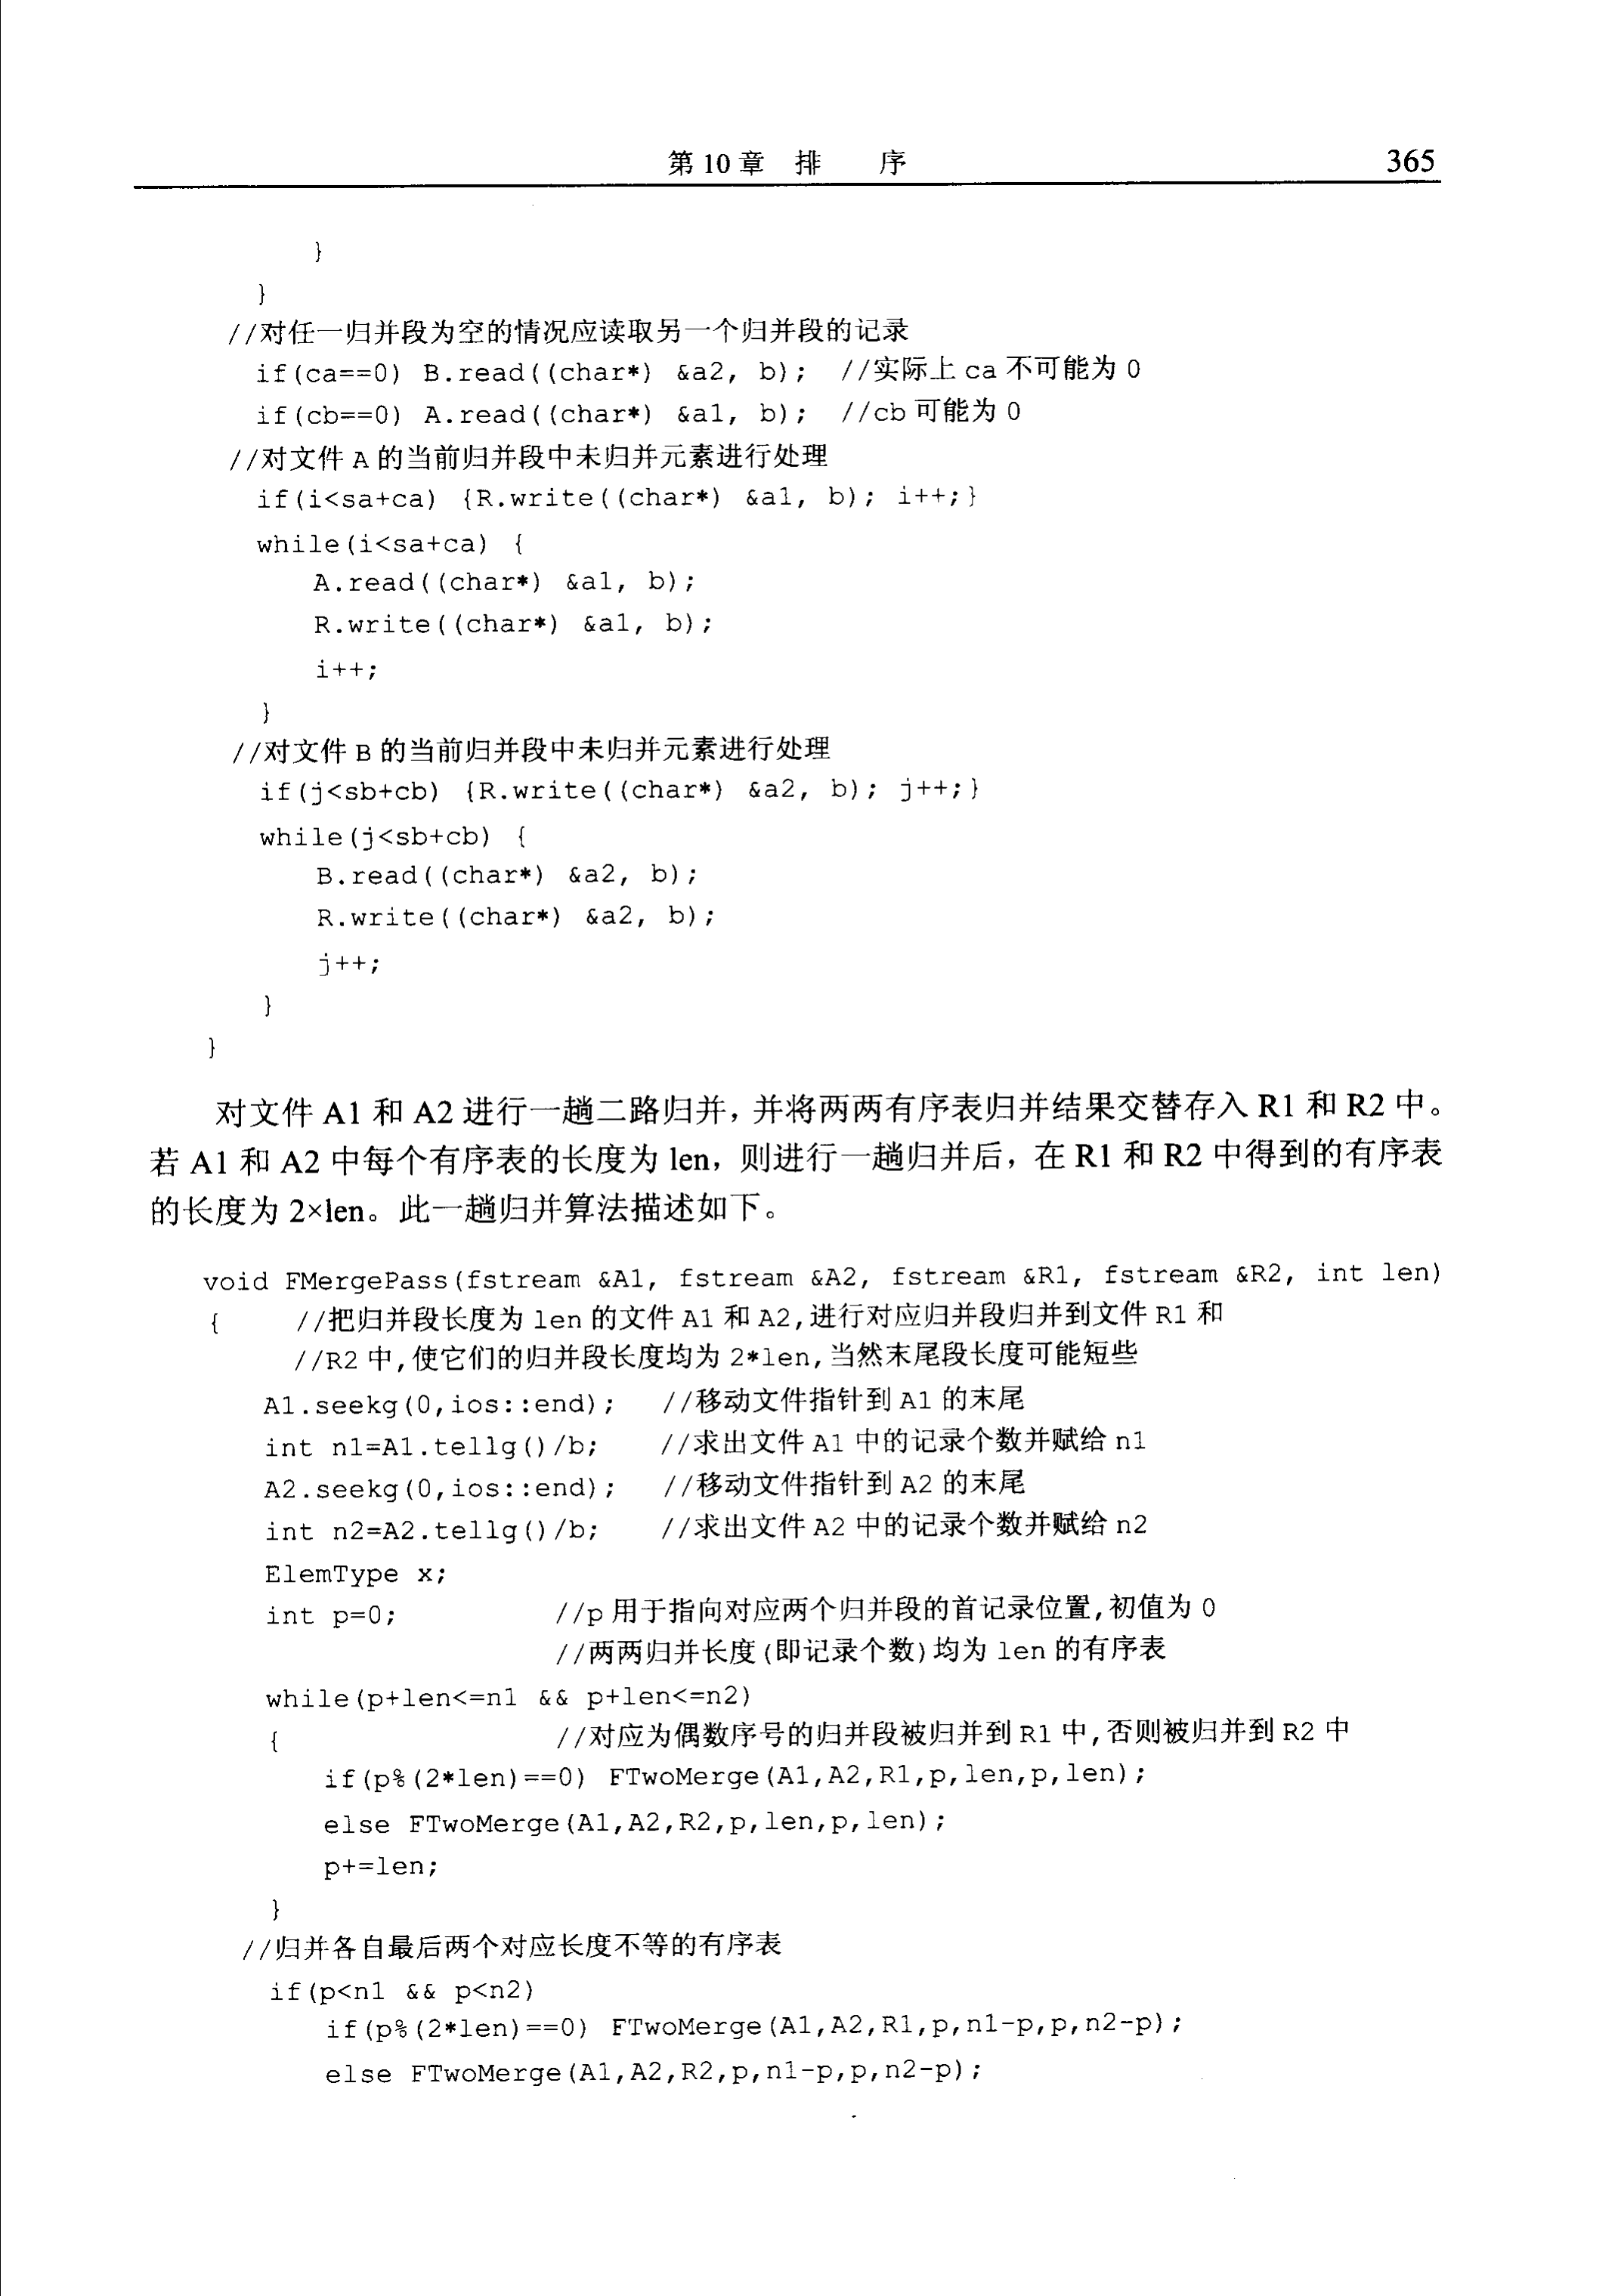 第 10 章 排 序 365
}
}
//对任一归并段为空的情况应读取另一个归并段的记录
if(ca==0) B.read((char*) &a2, b); //实际上 ca 不可能为 0
if(cb==0) A.read((char*) &a1, b); //cb 可能为 0
//对文件 A 的当前归并段中未归并元素进行处理
if(i<sa+ca) {R.write((char*) &a1, b); i++;}
while(i<sa+ca) {
A.read((char*) &a1, b);
R.write((char*) &a1, b);
i++;
}
//对文件 B 的当前归并段中未归并元素进行处理
if(j<sb+cb) {R.write((char*) &a2, b); j++;}
while(j<sb+cb) {
B.read((char*) &a2, b);
R.write((char*) &a2, b);
j++;
}
}
对文件 A1 和 A2 进行一趟二路归并，并将两两有序表归并结果交替存入 R1 和 R2 中。
若 A1 和 A2 中每个有序表的长度为 len，则进行一趟归并后，在 R1 和 R2 中得到的有序表
的长度为 2×len。此一趟归并算法描述如下。
void FMergePass(fstream &A1, fstream &A2, fstream &R1, fstream &R2, int len)
{ //把归并段长度为 len 的文件 A1 和 A2,进行对应归并段归并到文件 R1 和
//R2 中,使它们的归并段长度均为 2*len,当然末尾段长度可能短些
A1.seekg(0,ios::end); //移动文件指针到 A1 的末尾
int n1=A1.tellg()/b; //求出文件 A1 中的记录个数并赋给 n1
A2.seekg(0,ios::end); //移动文件指针到 A2 的末尾
int n2=A2.tellg()/b; //求出文件 A2 中的记录个数并赋给 n2
ElemType x;
int p=0; //p 用于指向对应两个归并段的首记录位置,初值为 0
//两两归并长度(即记录个数)均为 len 的有序表
while(p+len<=n1 && p+len<=n2)
{ //对应为偶数序号的归并段被归并到 R1 中,否则被归并到 R2 中
if(p%(2*len)==0) FTwoMerge(A1,A2,R1,p,len,p,len);
else FTwoMerge(A1,A2,R2,p,len,p,len);
p+=len;
}
//归并各自最后两个对应长度不等的有序表
if(p<n1 && p<n2)
if(p%(2*len)==0) FTwoMerge(A1,A2,R1,p,n1-p,p,n2-p);
else FTwoMerge(A1,A2,R2,p,n1-p,p,n2-p);